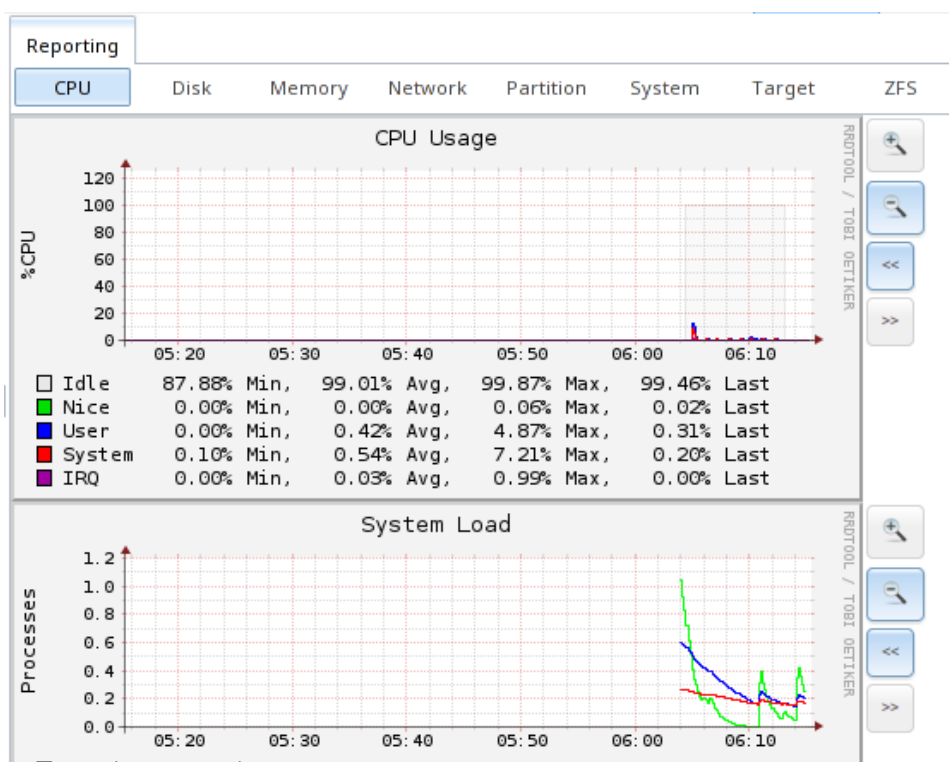 Reporting
CPU Disk Memory Network Partition System Target ZFS
CPU Usage
RRDTOOL / TOBI OETIKER
%CPU
120
100
80
60
40
20
0
05:20 05:30 05:40 05:50 06:00 06:10
Idle 87.88% Min, 99.01% Avg, 99.87% Max, 99.46% Last
Nice 0.00% Min, 0.00% Avg, 0.06% Max, 0.02% Last
User 0.00% Min, 0.42% Avg, 4.87% Max, 0.31% Last
System 0.10% Min, 0.54% Avg, 7.21% Max, 0.20% Last
IRQ 0.00% Min, 0.03% Avg, 0.99% Max, 0.00% Last
<<
>>
System Load
RRDTOOL / TOBI OETIKER
Processes
1.2
1.0
0.8
0.6
0.4
0.2
0.0
05:20 05:30 05:40 05:50 06:00 06:10
<<
>>